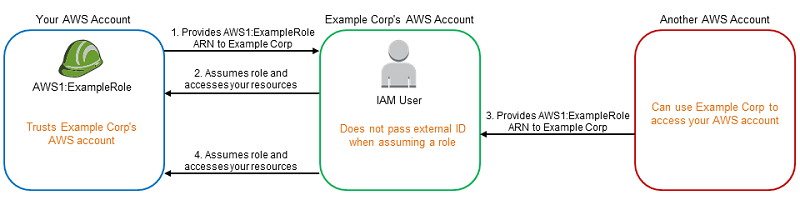 Your AWS Account
Example Corp's AWS Account
Another AWS Account
1. Provides AWS1:ExampleRole
ARN to Example Corp
2. Assumes role and
accesses your resources
AWS1:ExampleRole
IAM User
Trusts Example Corp's
AWS account
Does not pass external ID
when assuming a role
3. Provides AWS1:ExampleRole
ARN to Example Corp
Can use Example Corp to
access your AWS account
4. Assumes role and
accesses your resources